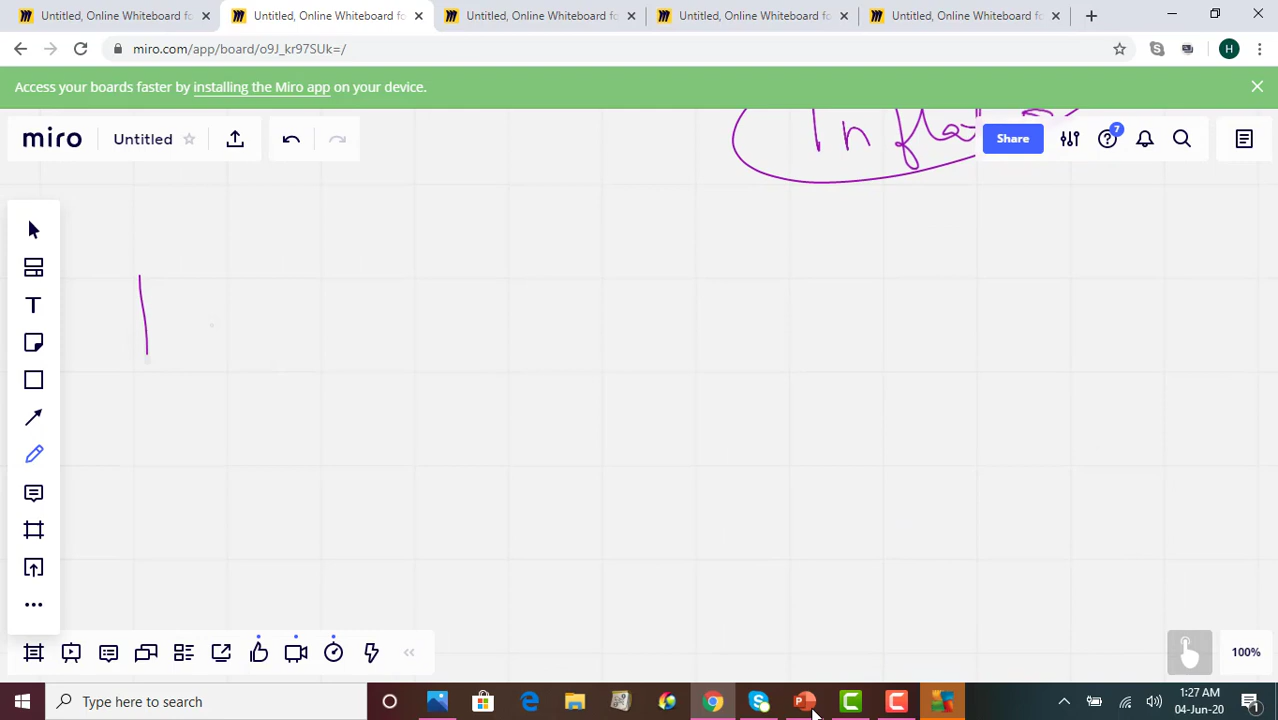 Untitled, Online Whiteboard fo
Untitled, Online Whiteboard fo
Untitled, Online Whiteboard fo
Untitled, Online Whiteboard fo
Untitled, Online Whiteboard fo
miro.com/app/board/o9J_kr97SUk=/
H
Access your boards faster by installing the Miro app on your device.
miro
Untitled
Share
7
T
100%
Type here to search
1:27 AM
04-Jun-20
1